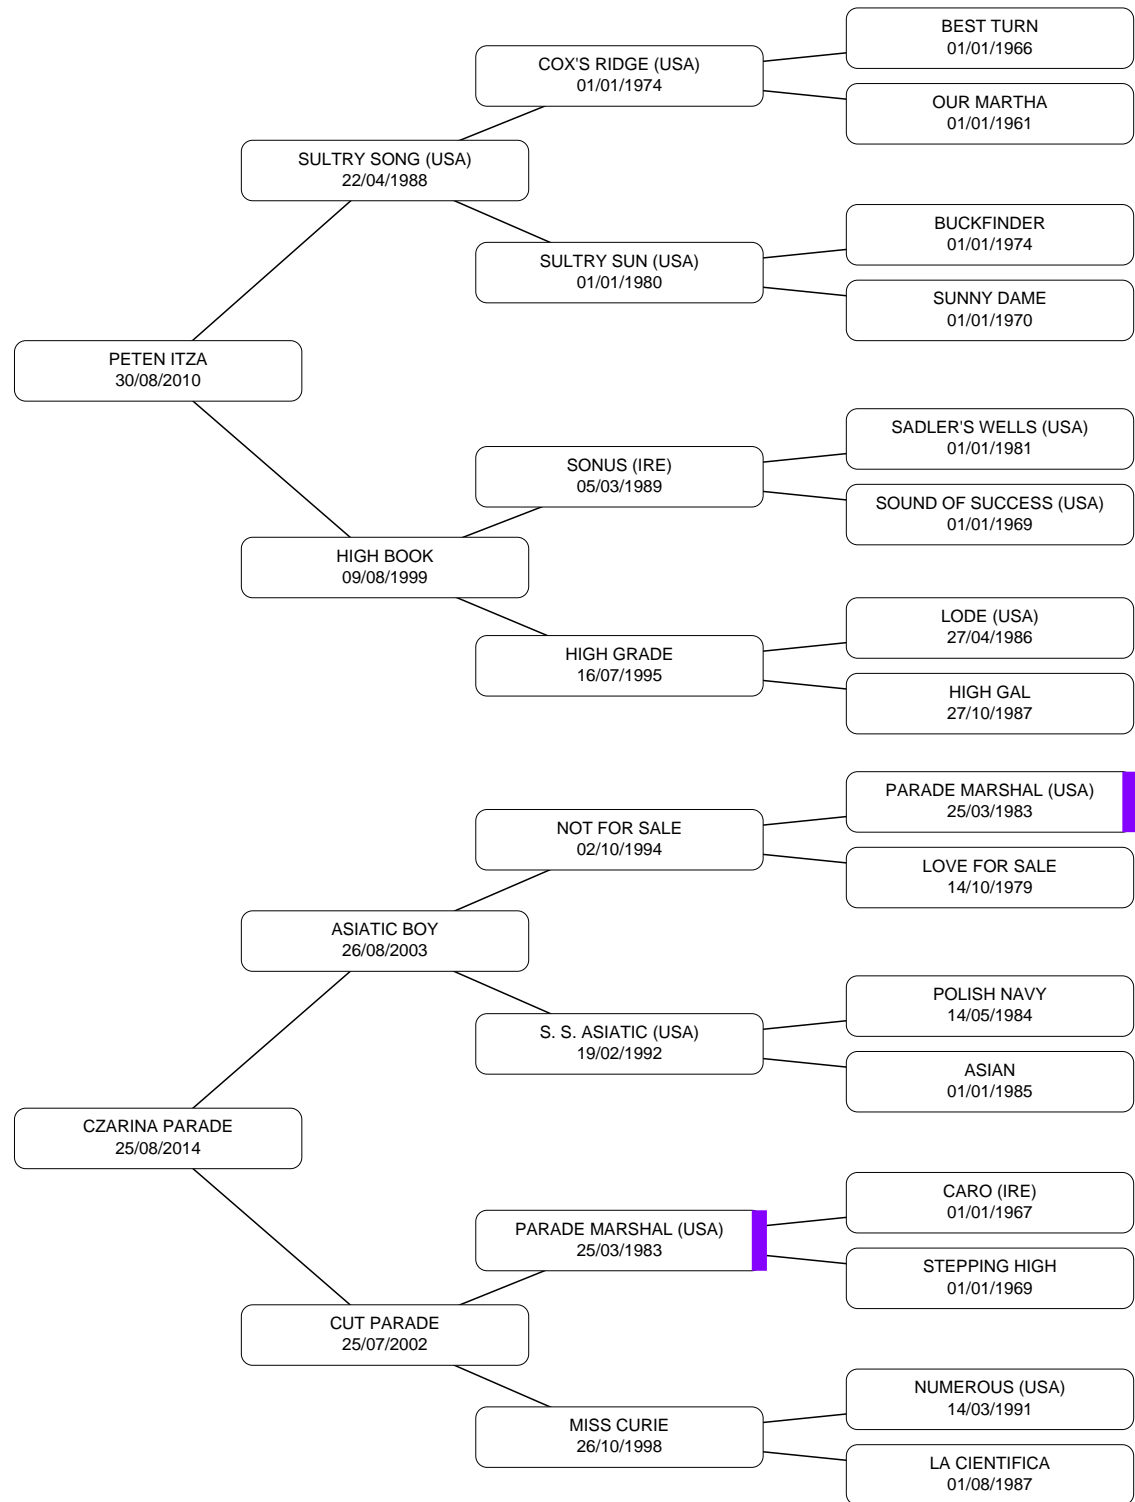 BEST TURN
01/01/1966
COX'S RIDGE (USA)
01/01/1974
OUR MARTHA
01/01/1961
SULTRY SONG (USA)
22/04/1988
BUCKFINDER
01/01/1974
SULTRY SUN (USA)
01/01/1980
SUNNY DAME
01/01/1970
PETEN ITZA
30/08/2010
SADLER'S WELLS (USA)
01/01/1981
SONUS (IRE)
05/03/1989
SOUND OF SUCCESS (USA)
01/01/1969
HIGH BOOK
09/08/1999
LODE (USA)
27/04/1986
HIGH GRADE
16/07/1995
HIGH GAL
27/10/1987
PARADE MARSHAL (USA)
25/03/1983
NOT FOR SALE
02/10/1994
LOVE FOR SALE
14/10/1979
ASIATIC BOY
26/08/2003
POLISH NAVY
14/05/1984
S. S. ASIATIC (USA)
19/02/1992
ASIAN
01/01/1985
CZARINA PARADE
25/08/2014
CARO (IRE)
01/01/1967
PARADE MARSHAL (USA)
25/03/1983
STEPPING HIGH
01/01/1969
CUT PARADE
25/07/2002
NUMEROUS (USA)
14/03/1991
MISS CURIE
26/10/1998
LA CIENTIFICA
01/08/1987